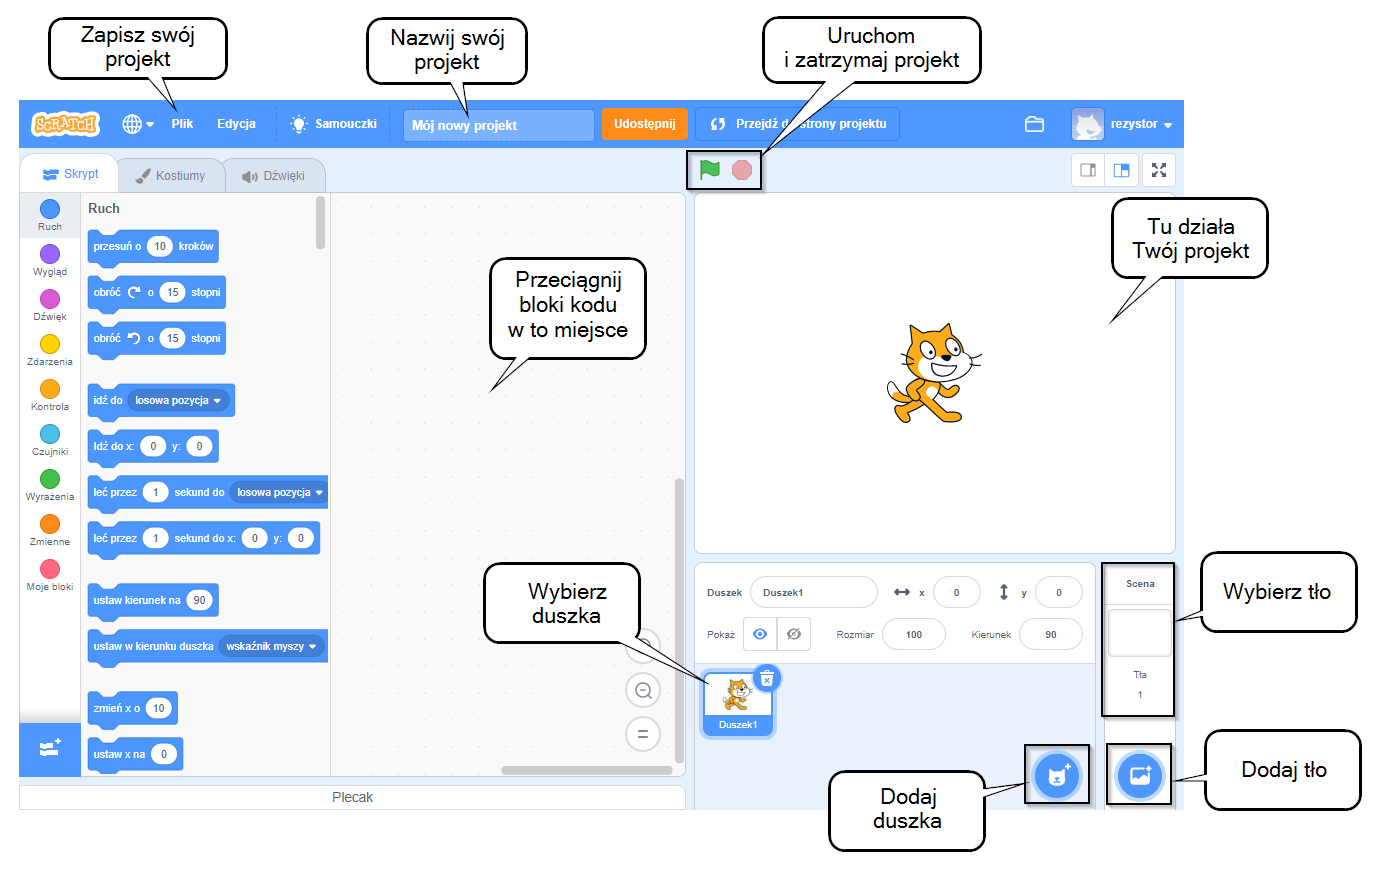 Zapisz swój
projekt
Nazwij swój
projekt
Uruchom
i zatrzymaj projekt
SCRATCH
Plik
Edycja
Samouczki
Mój nowy projekt
Udostępnij
Przejdź do strony projektu
rezystor
Skrypt
Kostiumy
Dźwięki
Ruch
Wygląd
Dźwięk
Zdarzenia
Kontrola
Czujniki
Wyrażenia
Zmienne
Moje bloki
Ruch
przesuń o 10 kroków
obróć o 15 stopni
obróć o 15 stopni
idź do losowa pozycja
Idź do x: 0 y: 0
leć przez 1 sekund do losowa pozycja
leć przez 1 sekund do x: 0 y: 0
ustaw kierunek na 90
ustaw w kierunku duszka wskaźnik myszy
zmień x o 10
ustaw x na 0
Przeciągnij
bloki kodu
w to miejsce
Tu działa
Twój projekt
Wybierz
duszka
Duszek Duszek1 x 0 y 0
Pokaż Rozmiar 100 Kierunek 90
Duszek1
Scena
Tła
1
Wybierz tło
Dodaj
duszka
Dodaj tło
Plecak